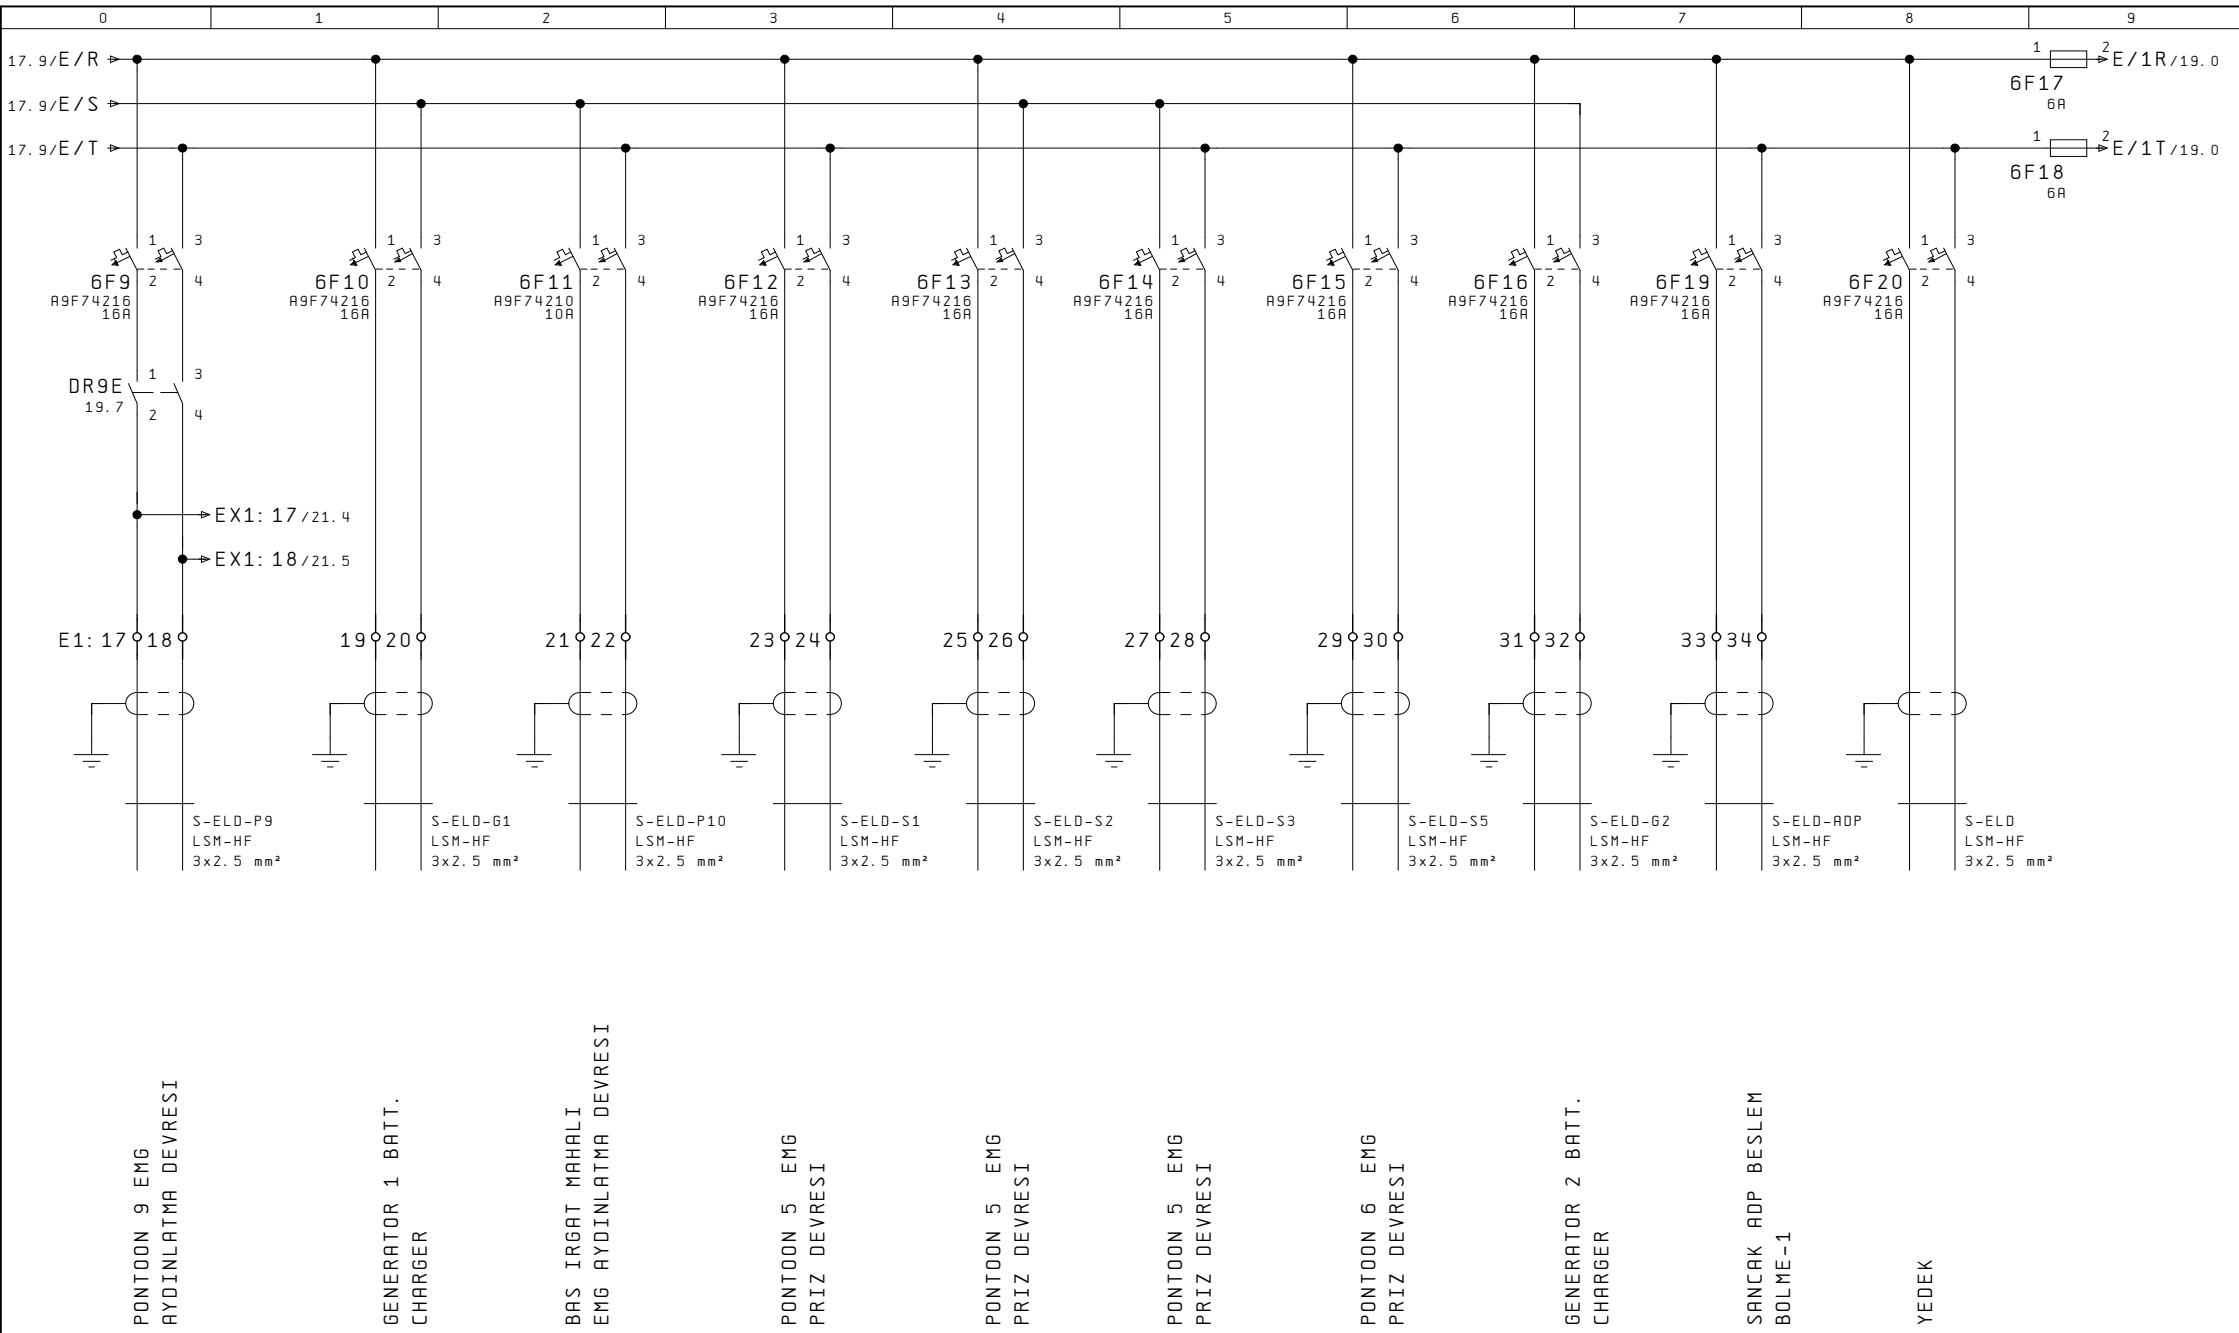 0 1 2 3 4 5 6 7 8 9
17.9/E/R
1 2 E/1R/19.0
6F17
6A
17.9/E/S
17.9/E/T
1 2 E/1T/19.0
6F18
6A
1 3
2 4
6F9
A9F74216
16A
1 3
2 4
6F10
A9F74216
16A
1 3
2 4
6F11
A9F74210
10A
1 3
2 4
6F12
A9F74216
16A
1 3
2 4
6F13
A9F74216
16A
1 3
2 4
6F14
A9F74216
16A
1 3
2 4
6F15
A9F74216
16A
1 3
2 4
6F16
A9F74216
16A
1 3
2 4
6F19
A9F74216
16A
1 3
2 4
6F20
A9F74216
16A
1 3
DR9E
19.7
2 4
EX1:17/21.4
EX1:18/21.5
E1:17 18 19 20 21 22 23 24 25 26 27 28 29 30 31 32 33 34
S-ELD-P9
LSM-HF
3x2.5 mm²
S-ELD-G1
LSM-HF
3x2.5 mm²
S-ELD-P10
LSM-HF
3x2.5 mm²
S-ELD-S1
LSM-HF
3x2.5 mm²
S-ELD-S2
LSM-HF
3x2.5 mm²
S-ELD-S3
LSM-HF
3x2.5 mm²
S-ELD-S5
LSM-HF
3x2.5 mm²
S-ELD-G2
LSM-HF
3x2.5 mm²
S-ELD-ADP
LSM-HF
3x2.5 mm²
S-ELD
LSM-HF
3x2.5 mm²
PONTOON 9 EMG
AYDINLATMA DEVRESI
GENERATOR 1 BATT.
CHARGER
BAS IRGAT MAHALI
EMG AYDINLATMA DEVRESI
PONTOON 5 EMG
PRIZ DEVRESI
PONTOON 5 EMG
PRIZ DEVRESI
PONTOON 5 EMG
PRIZ DEVRESI
PONTOON 6 EMG
PRIZ DEVRESI
GENERATOR 2 BATT.
CHARGER
SANCAK ADP BESLEM
BOLME-1
YEDEK